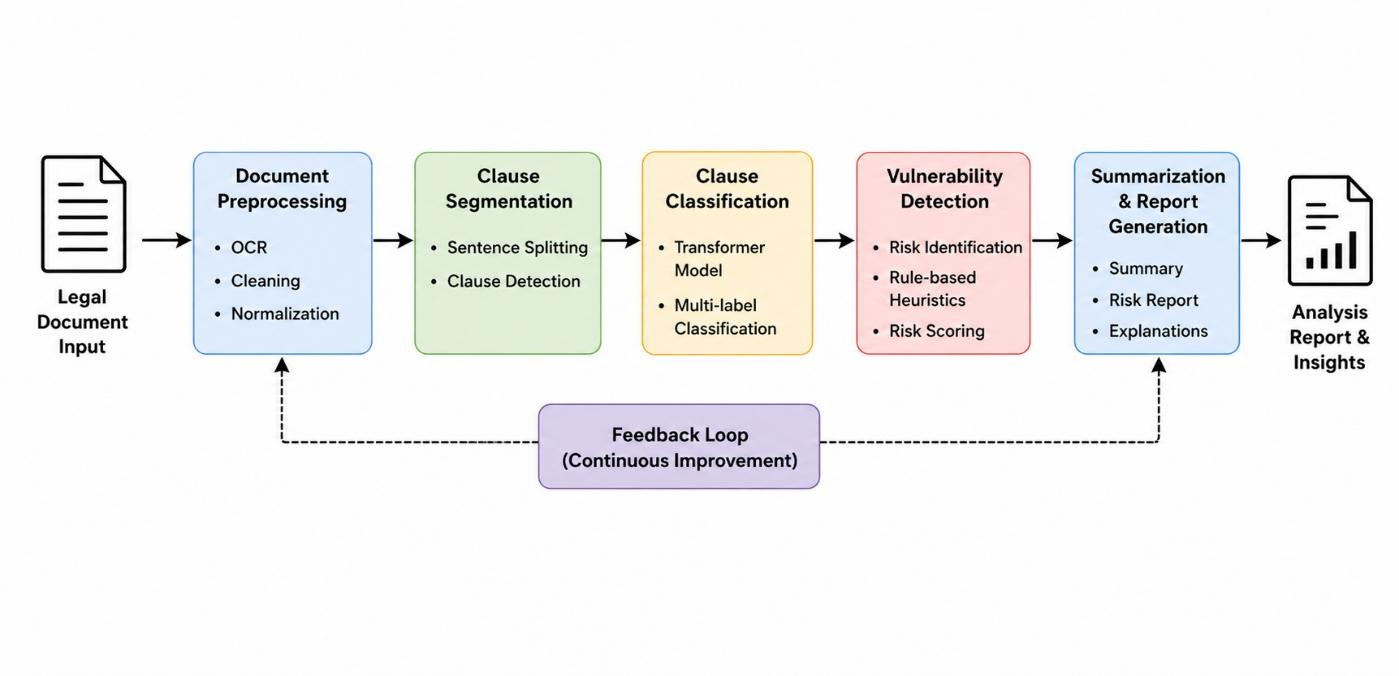 Legal
Document
Input
Document
Preprocessing
• OCR
• Cleaning
• Normalization
Clause
Segmentation
• Sentence Splitting
• Clause Detection
Clause
Classification
• Transformer
Model
• Multi-label
Classification
Vulnerability
Detection
• Risk Identification
• Rule-based
Heuristics
• Risk Scoring
Summarization
& Report
Generation
• Summary
• Risk Report
• Explanations
Analysis
Report &
Insights
Feedback Loop
(Continuous Improvement)